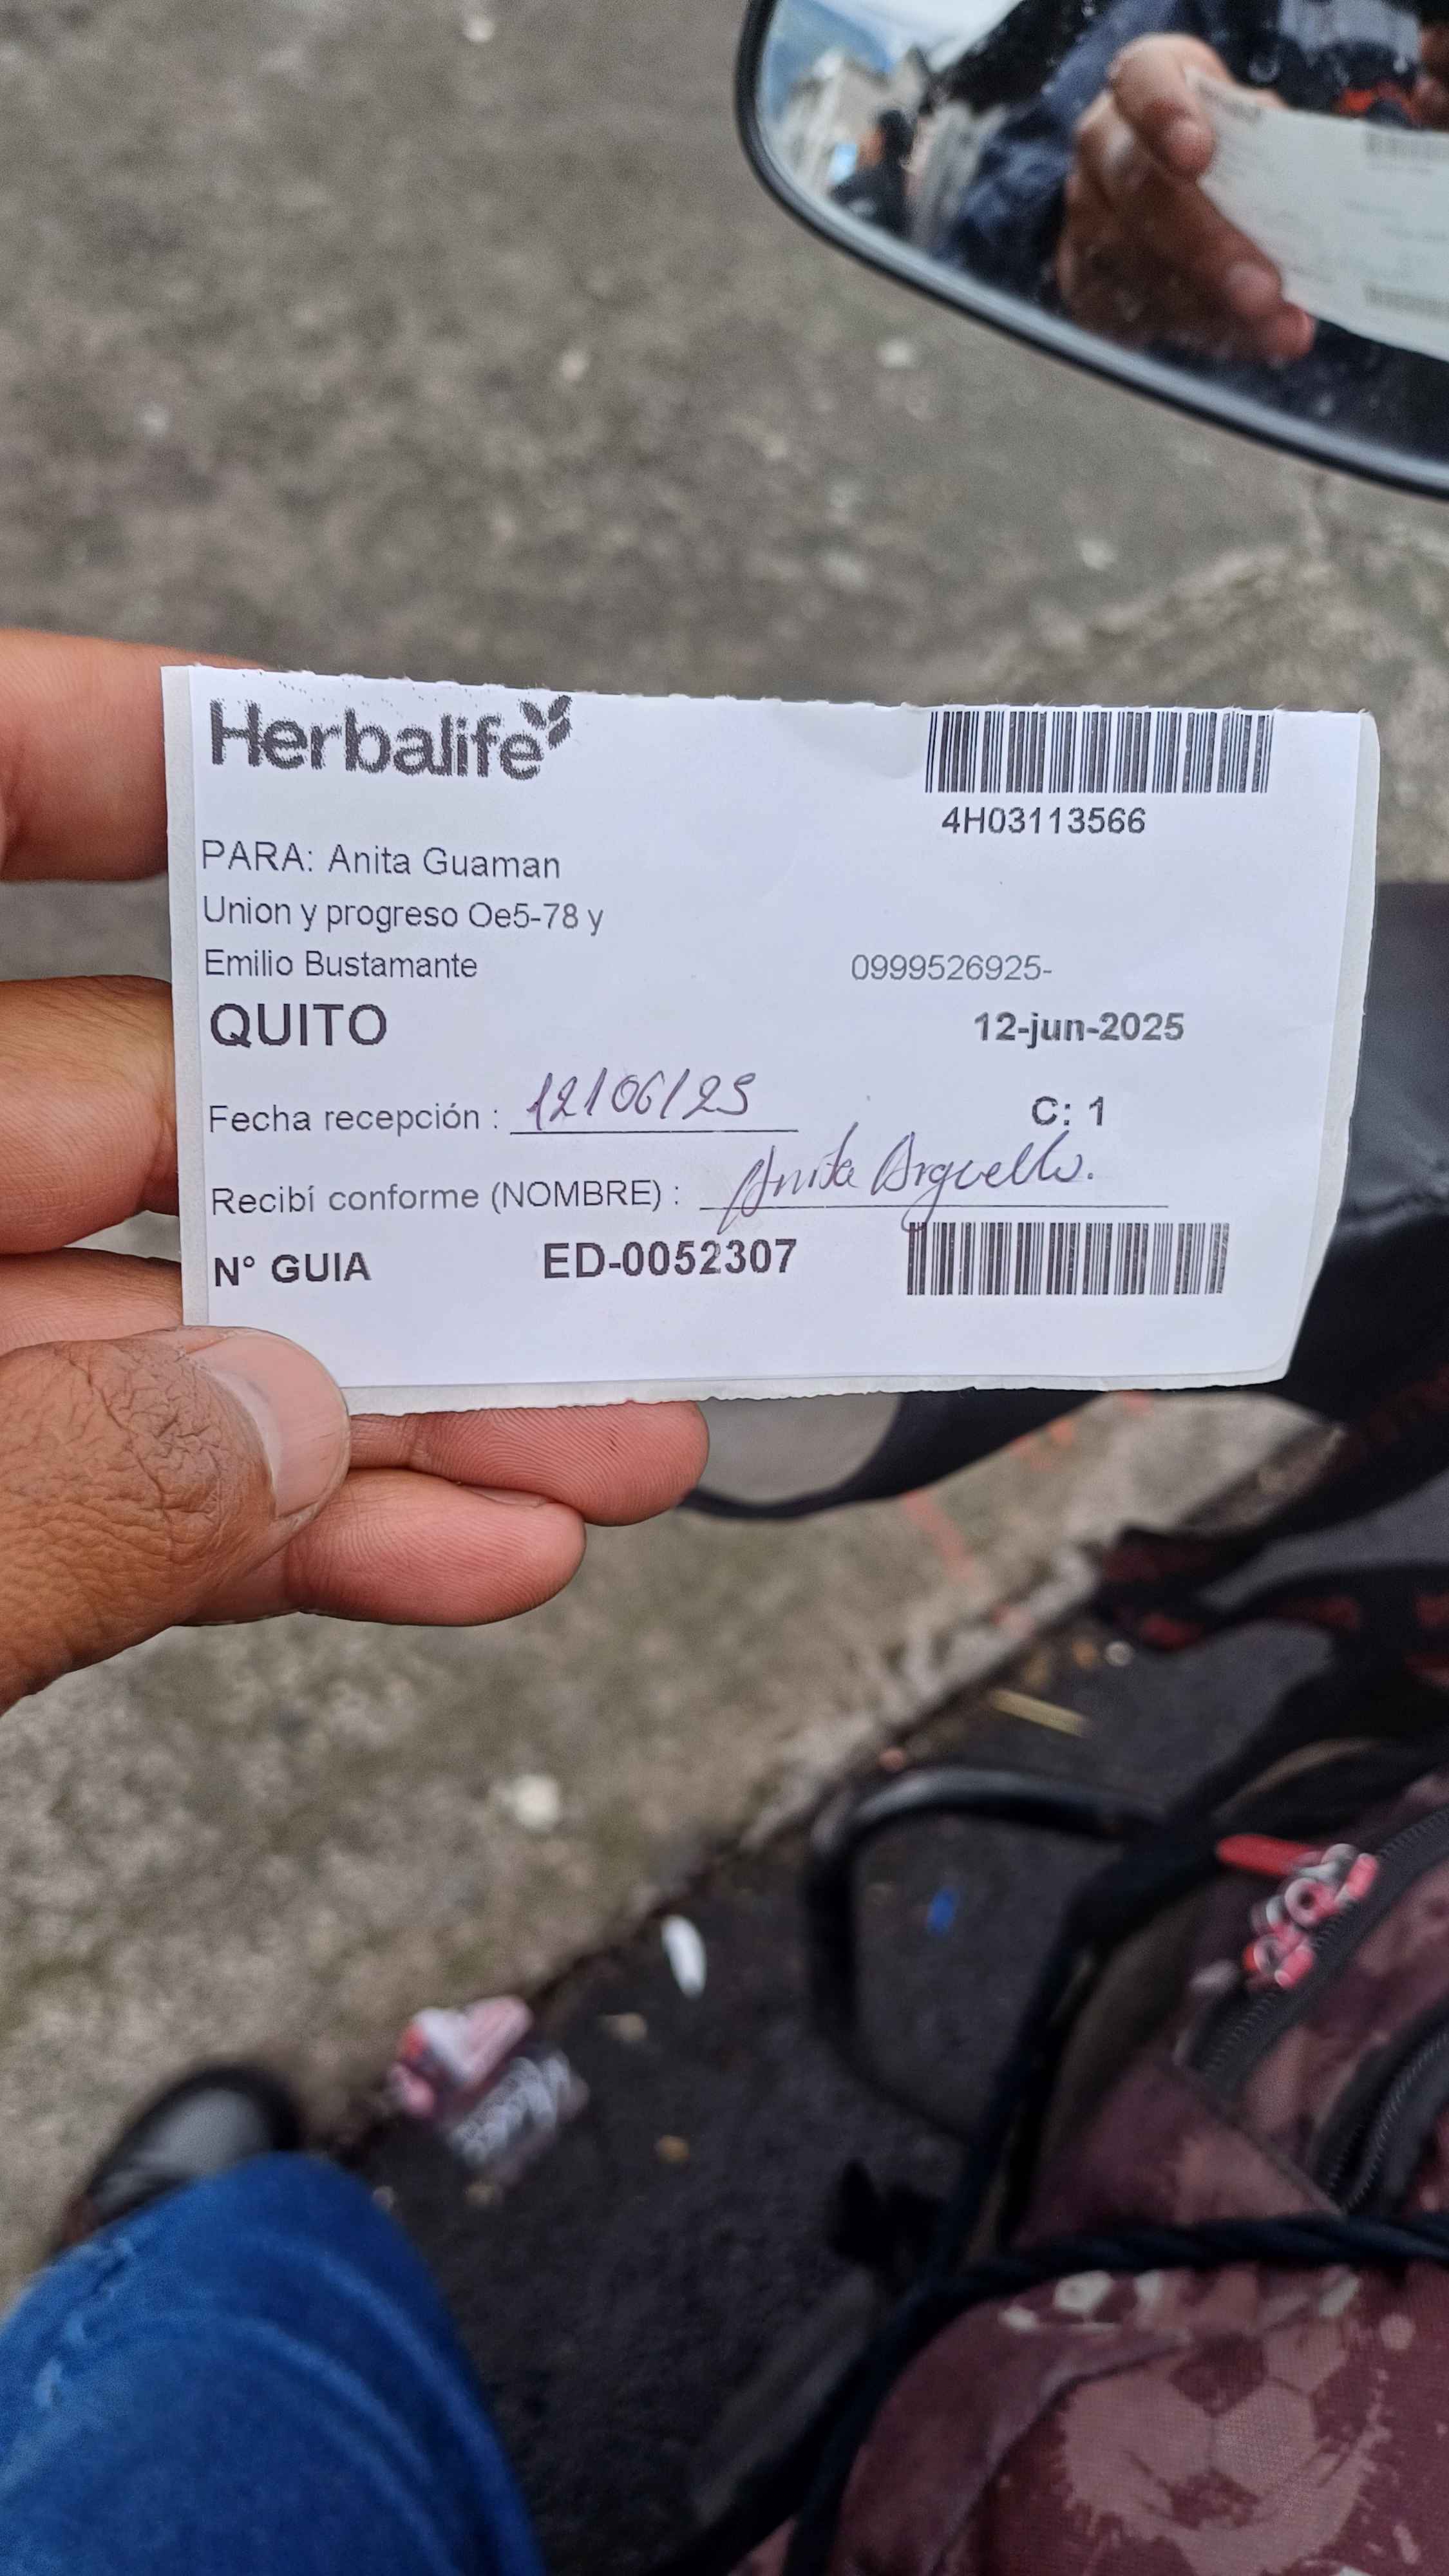 Herbalife
4H03113566
PARA: Anita Guaman
Union y progreso Oe5-78 y
Emilio Bustamante 0999526925-
QUITO 12-jun-2025
Fecha recepción : 12/06/25 C: 1
Recibí conforme (NOMBRE) : Anita Arguello.
N° GUIA ED-0052307